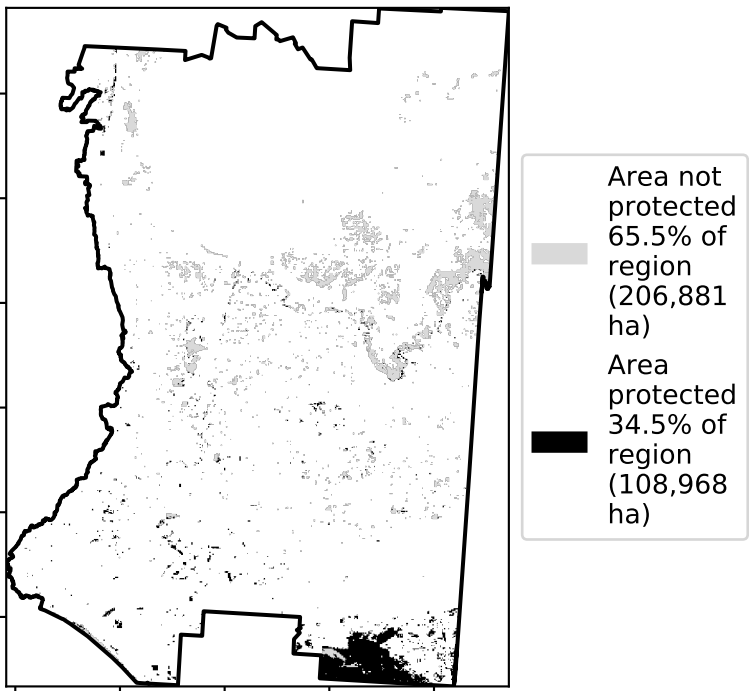 Area not
protected
65.5% of
region
(206,881
ha)
Area
protected
34.5% of
region
(108,968
ha)